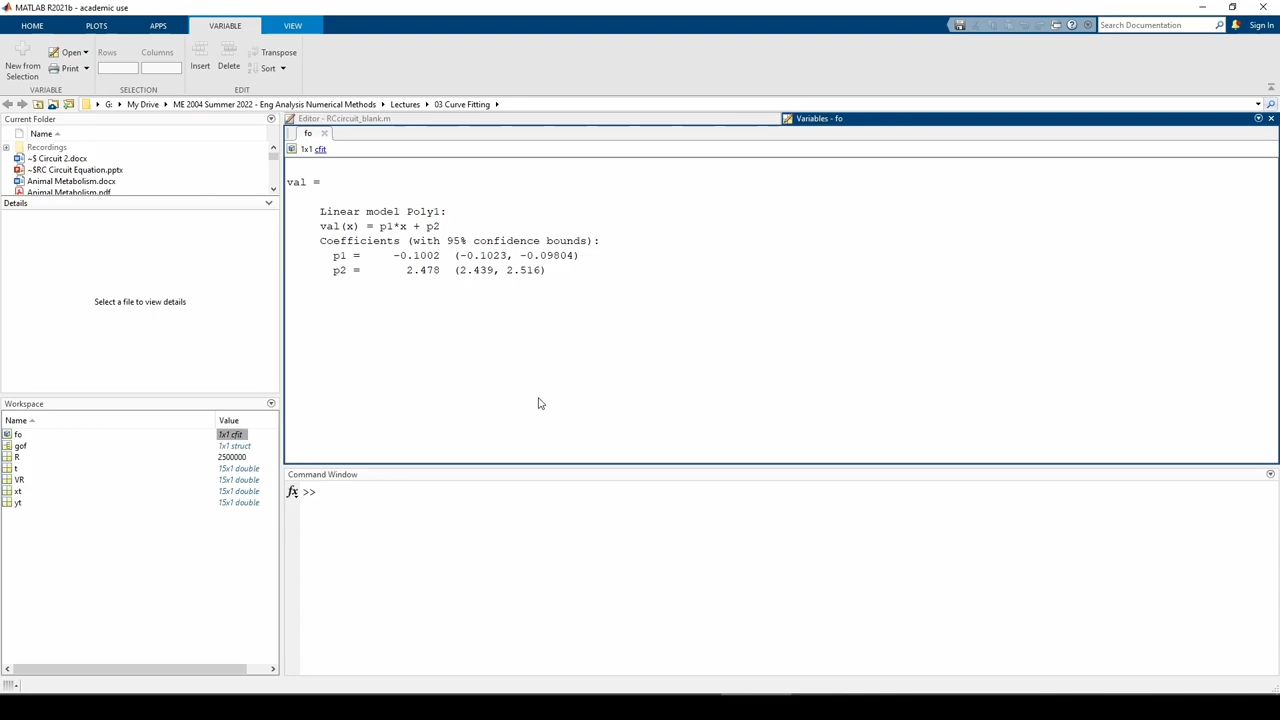 MATLAB R2021b - academic use
HOME PLOTS APPS VARIABLE VIEW Search Documentation Sign In
New from Selection Open Print Rows Columns Insert Delete Transpose Sort
VARIABLE SELECTION EDIT
G: My Drive ME 2004 Summer 2022 - Eng Analysis Numerical Methods Lectures 03 Curve Fitting
Current Folder
Name
Recordings
~$ Circuit 2.docx
~$RC Circuit Equation.pptx
Animal Metabolism.docx
Animal Metabolism.pdf
Details
Select a file to view details
Workspace
Name Value
fo 1x1 cfit
gof 1x1 struct
R 2500000
t 15x1 double
VR 15x1 double
xt 15x1 double
yt 15x1 double
Editor - RCcircuit_blank.m Variables - fo
fo
1x1 cfit
val =
Linear model Poly1:
val(x) = p1*x + p2
Coefficients (with 95% confidence bounds):
p1 = -0.1002 (-0.1023, -0.09804)
p2 = 2.478 (2.439, 2.516)
Command Window
fx >>